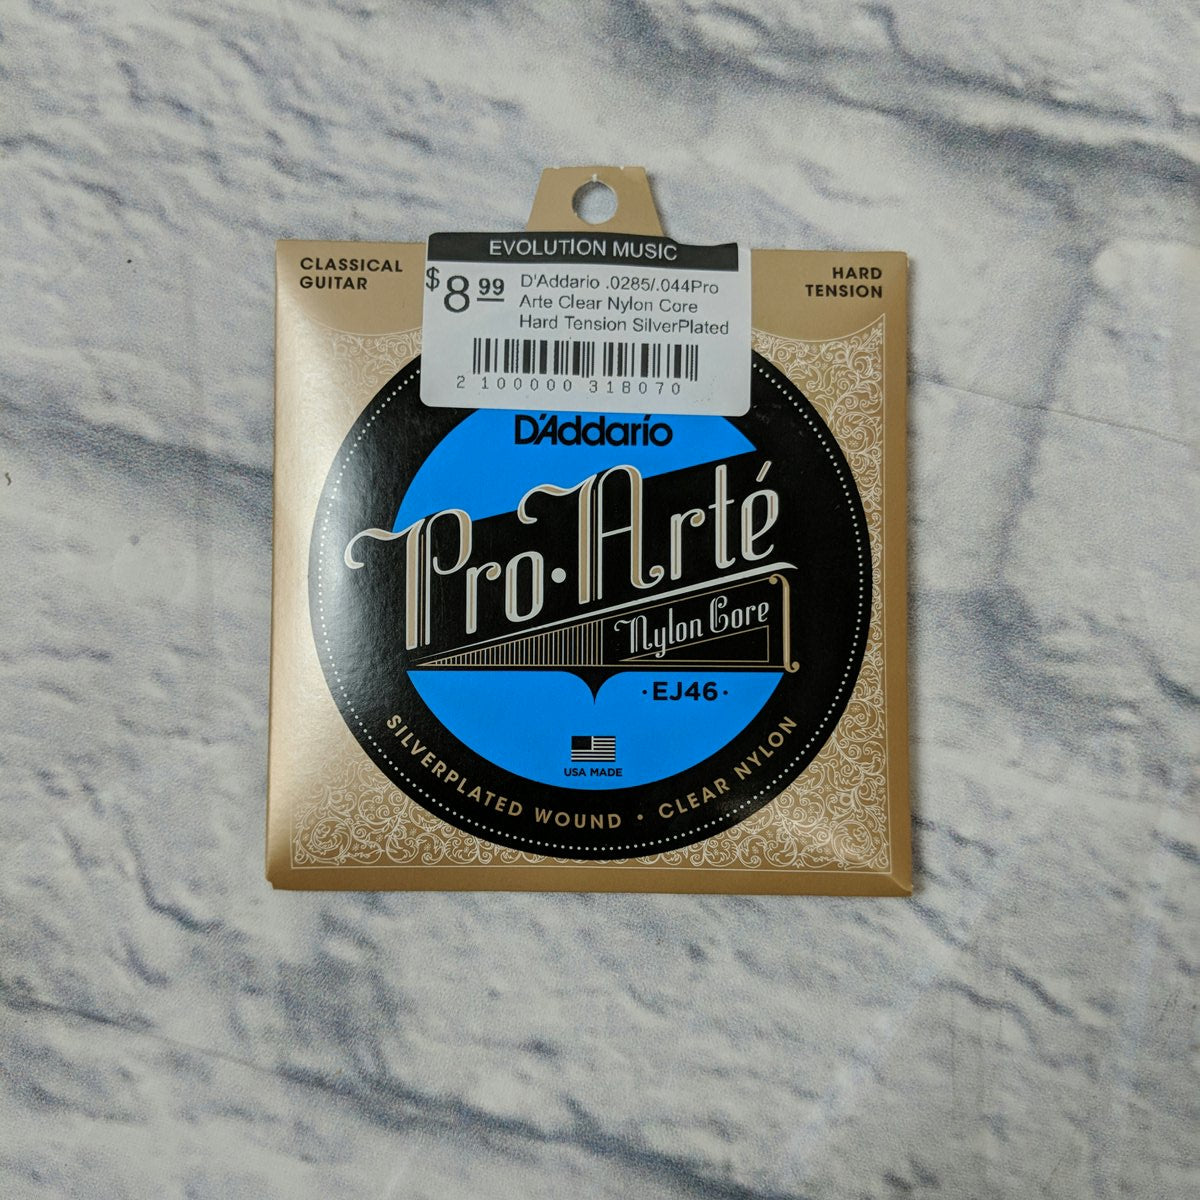 EVOLUTION MUSIC
$8.99
D'Addario .0285/.044Pro
Arte Clear Nylon Core
Hard Tension SilverPlated
2 100000 318070
CLASSICAL
GUITAR
HARD
TENSION
D'Addario
Pro·Arté
Nylon Core
·EJ46·
USA MADE
SILVERPLATED WOUND · CLEAR NYLON